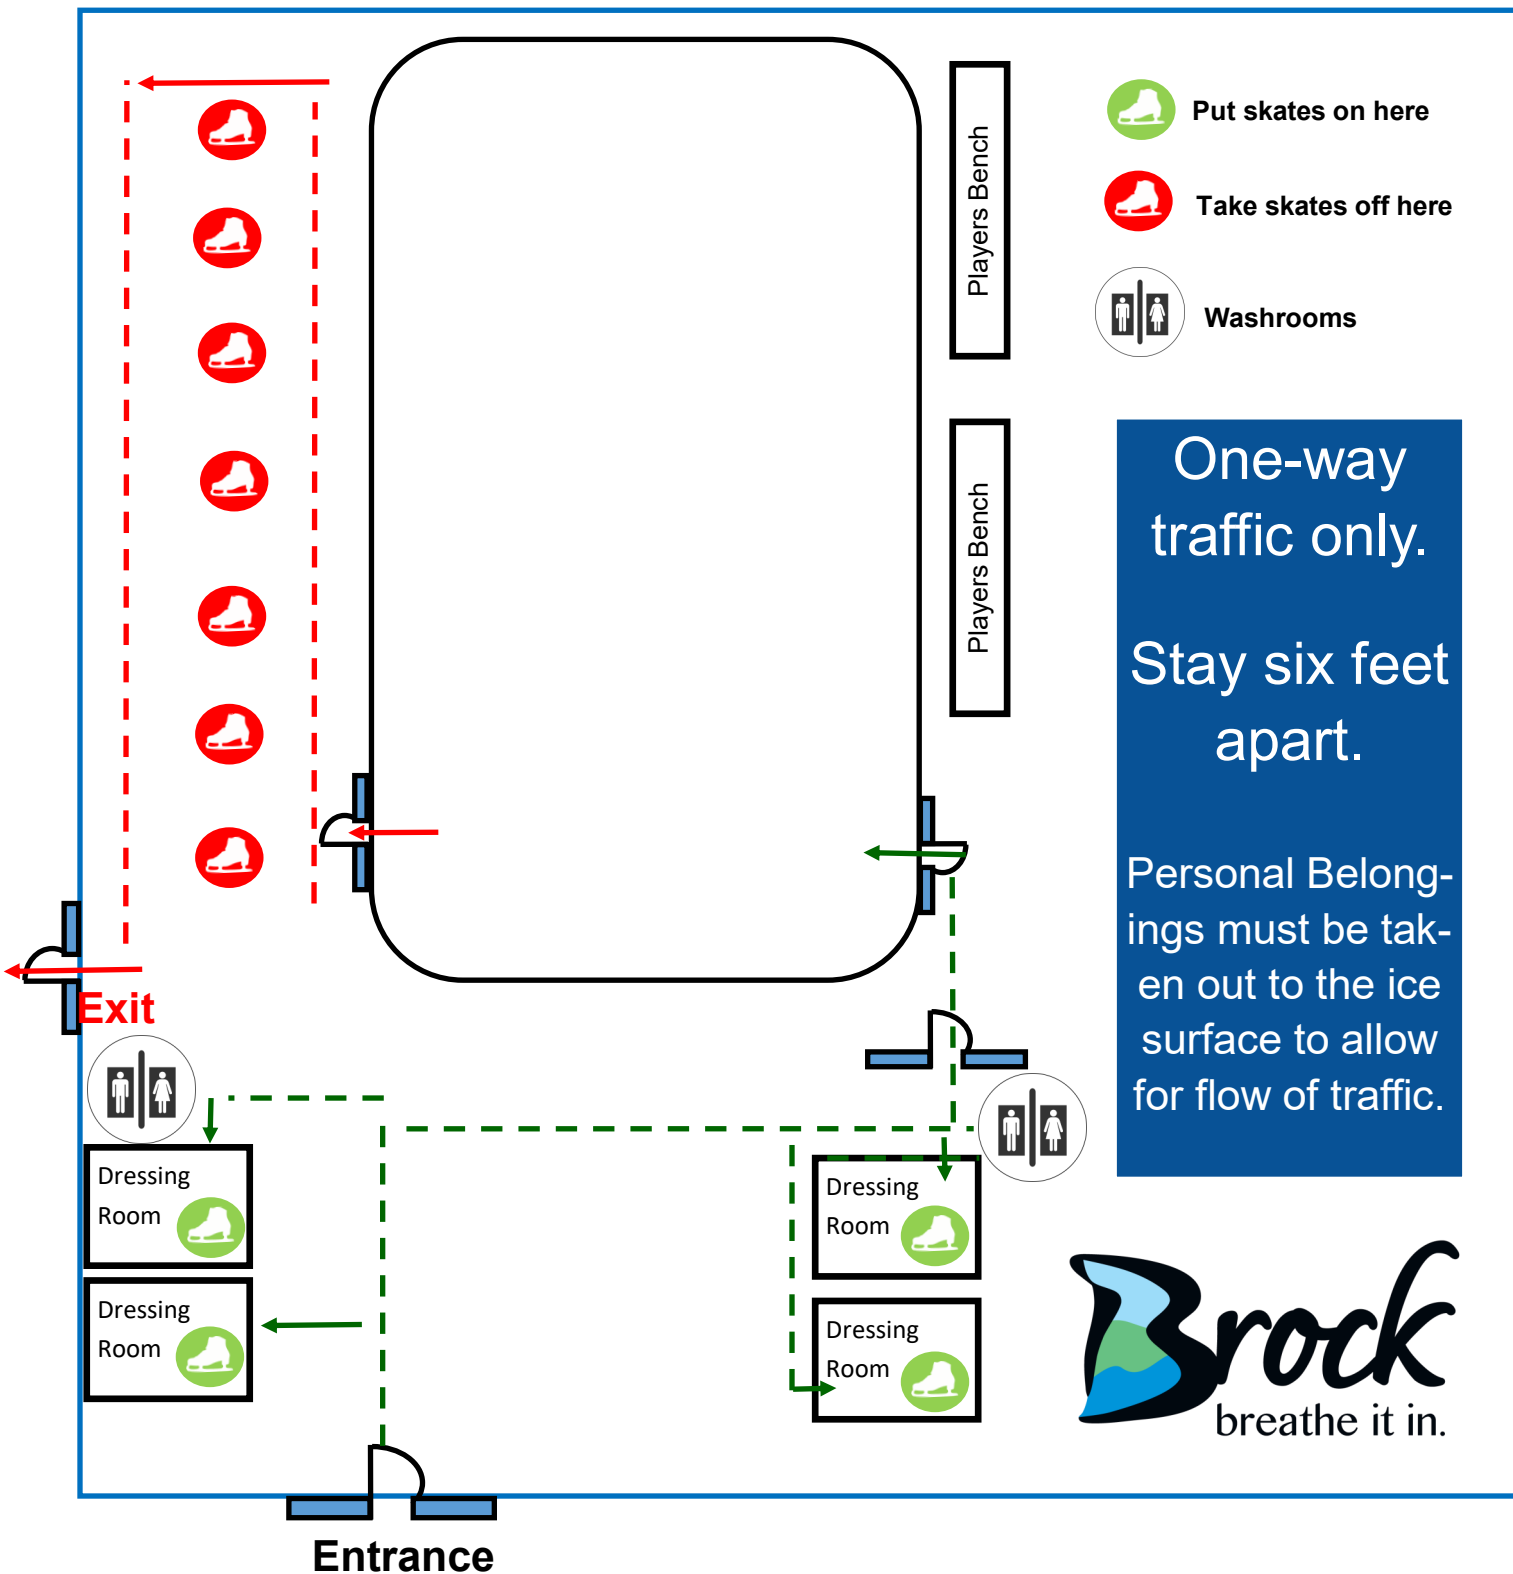 Put skates on here
Take skates off here
Washrooms
Players Bench
Players Bench
One-way
traffic only.
Stay six feet
apart.
Personal Belong-
ings must be tak-
en out to the ice
surface to allow
for flow of traffic.
Exit
Dressing
Room
Dressing
Room
Dressing
Room
Dressing
Room
Brock
breathe it in.
Entrance